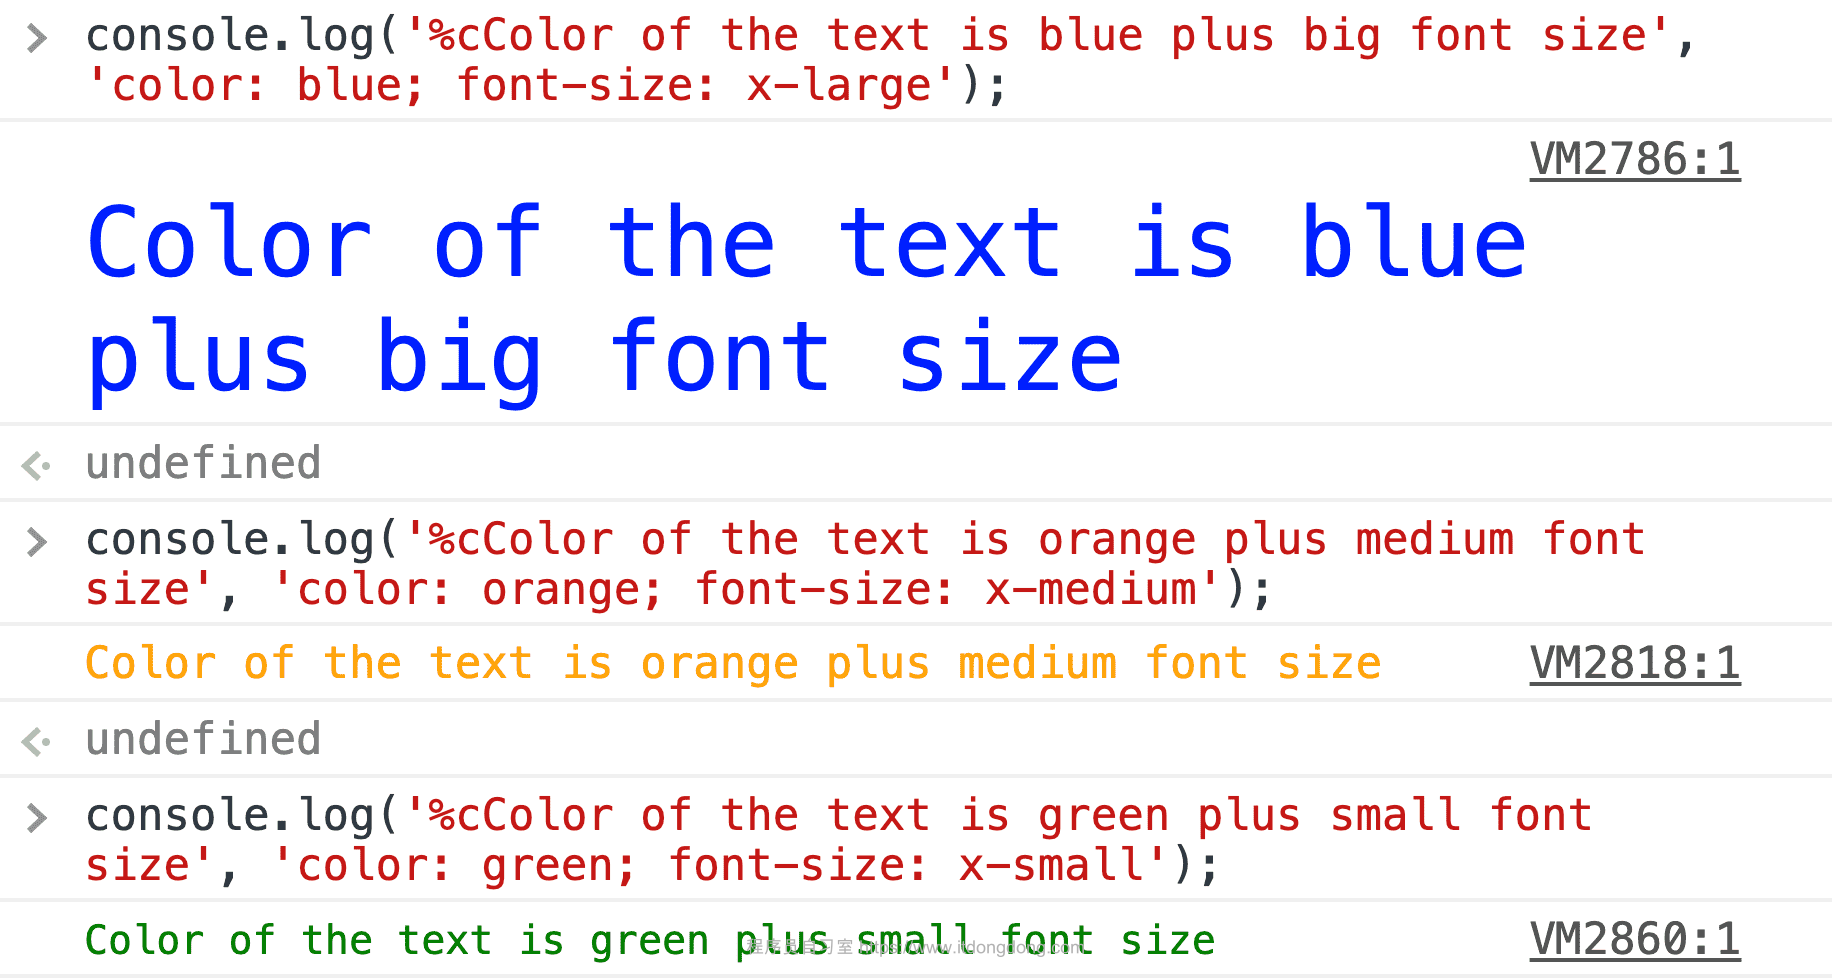 console.log('%cColor of the text is blue plus big font size',
'color: blue; font-size: x-large');
VM2786:1
Color of the text is blue
plus big font size
undefined
console.log('%cColor of the text is orange plus medium font
size', 'color: orange; font-size: x-medium');
Color of the text is orange plus medium font size VM2818:1
undefined
console.log('%cColor of the text is green plus small font
size', 'color: green; font-size: x-small');
Color of the text is green plus small font size VM2860:1
程序员自习室 https://www.itdongdong.com